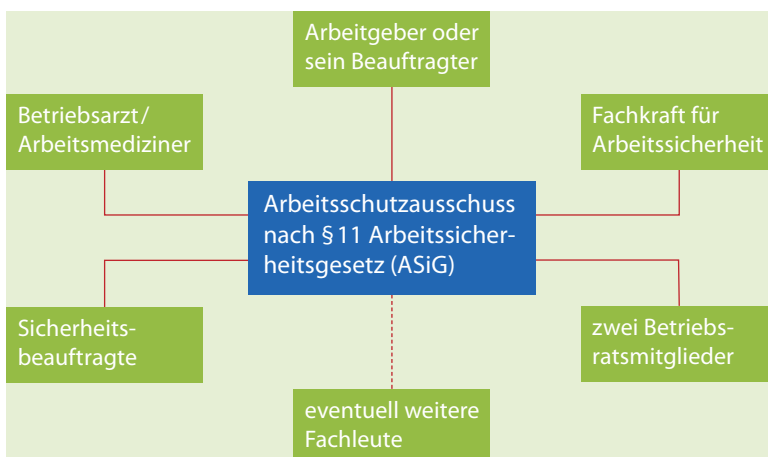 Arbeitgeber oder
sein Beauftragter
Betriebsarzt/
Arbeitsmediziner
Fachkraft für
Arbeitssicherheit
Arbeitsschutzausschuss
nach § 11 Arbeitssicher-
heitsgesetz (ASiG)
Sicherheits-
beauftragte
zwei Betriebs-
ratsmitglieder
eventuell weitere
Fachleute